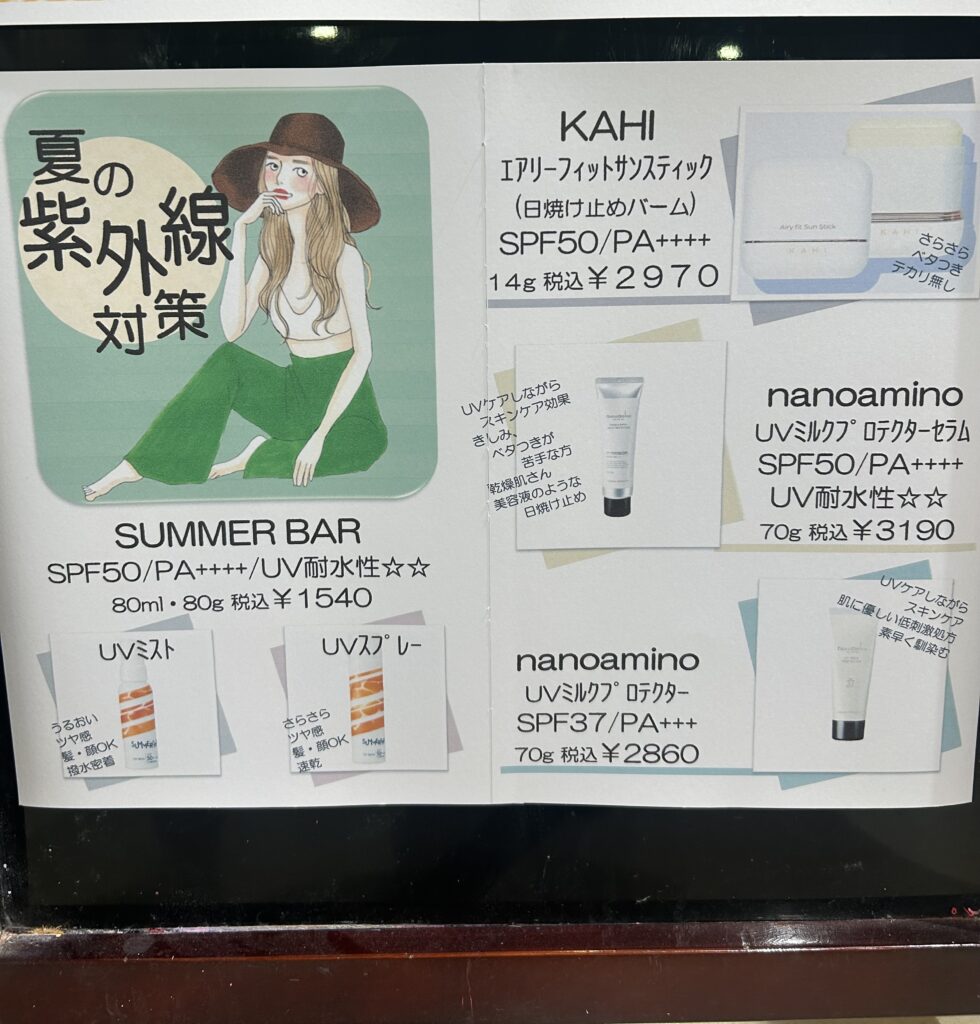 夏の
紫外線
対策
SUMMER BAR
SPF50/PA++++/UV耐水性☆☆
80ml・80g 税込￥1540
UVミスト
うるおい
ツヤ感
髪・顔OK
撥水密着
UVスプレー
さらさら
ツヤ感
髪・顔OK
速乾
KAHI
エアリーフィットサンスティック
(日焼け止めバーム)
SPF50/PA++++
14g 税込￥2970
Airy fit Sun Stick
KAHI
KAHI
さらさら
ベタつき
テカリ無し
UVケアしながら
スキンケア効果
きしみ、
ベタつきが
苦手な方
乾燥肌さん
美容液のような
日焼け止め
nanoamino
UVミルクプロテクターセラム
SPF50/PA++++
UV耐水性☆☆
70g 税込￥3190
nanoamino
UVミルクプロテクター
SPF37/PA+++
70g 税込￥2860
UVケアしながら
スキンケア
肌に優しい低刺激処方
素早く馴染む